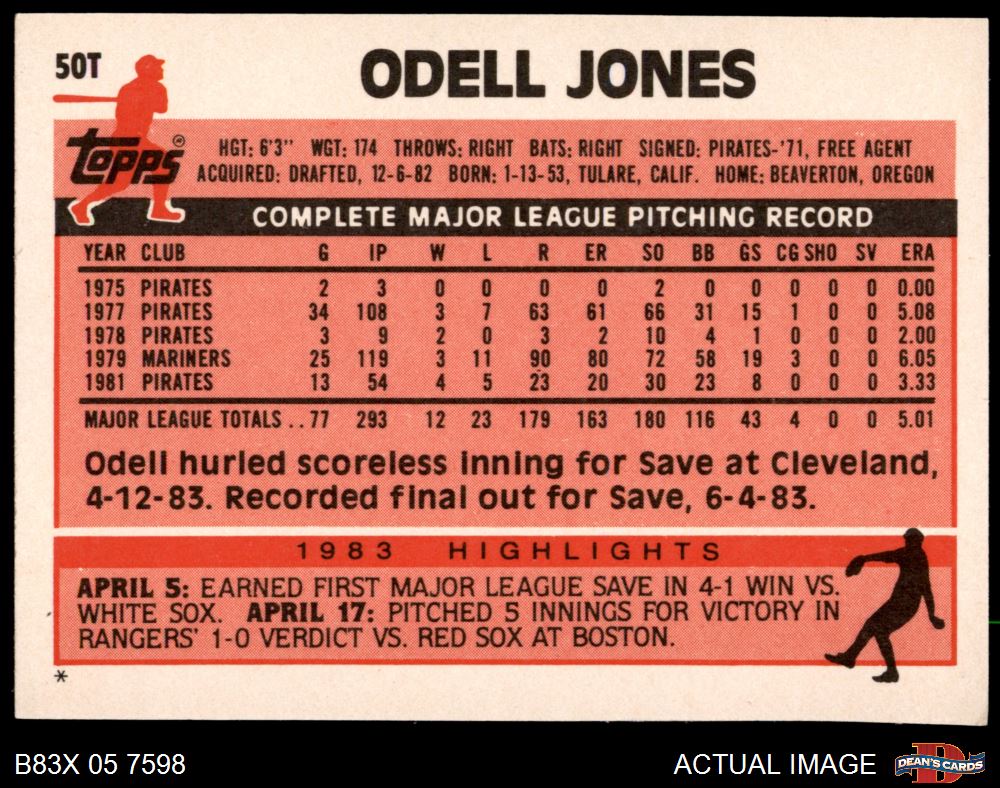 50T
ODELL JONES
topps®
HGT: 6'3" WGT: 174 THROWS: RIGHT BATS: RIGHT SIGNED: PIRATES-'71, FREE AGENT
ACQUIRED: DRAFTED, 12-6-82 BORN: 1-13-53, TULARE, CALIF. HOME: BEAVERTON, OREGON
COMPLETE MAJOR LEAGUE PITCHING RECORD
YEAR CLUB G IP W L R ER SO BB GS CG SHO SV ERA
1975 PIRATES 2 3 0 0 0 0 2 0 0 0 0 0 0.00
1977 PIRATES 34 108 3 7 63 61 66 31 15 1 0 0 5.08
1978 PIRATES 3 9 2 0 3 2 10 4 1 0 0 0 2.00
1979 MARINERS 25 119 3 11 90 80 72 58 19 3 0 0 6.05
1981 PIRATES 13 54 4 5 23 20 30 23 8 0 0 0 3.33
MAJOR LEAGUE TOTALS .. 77 293 12 23 179 163 180 116 43 4 0 0 5.01
Odell hurled scoreless inning for Save at Cleveland,
4-12-83. Recorded final out for Save, 6-4-83.
1983 HIGHLIGHTS
APRIL 5: EARNED FIRST MAJOR LEAGUE SAVE IN 4-1 WIN VS.
WHITE SOX. APRIL 17: PITCHED 5 INNINGS FOR VICTORY IN
RANGERS' 1-0 VERDICT VS. RED SOX AT BOSTON.
*
B83X 05 7598
ACTUAL IMAGE
D
DEAN'S CARDS